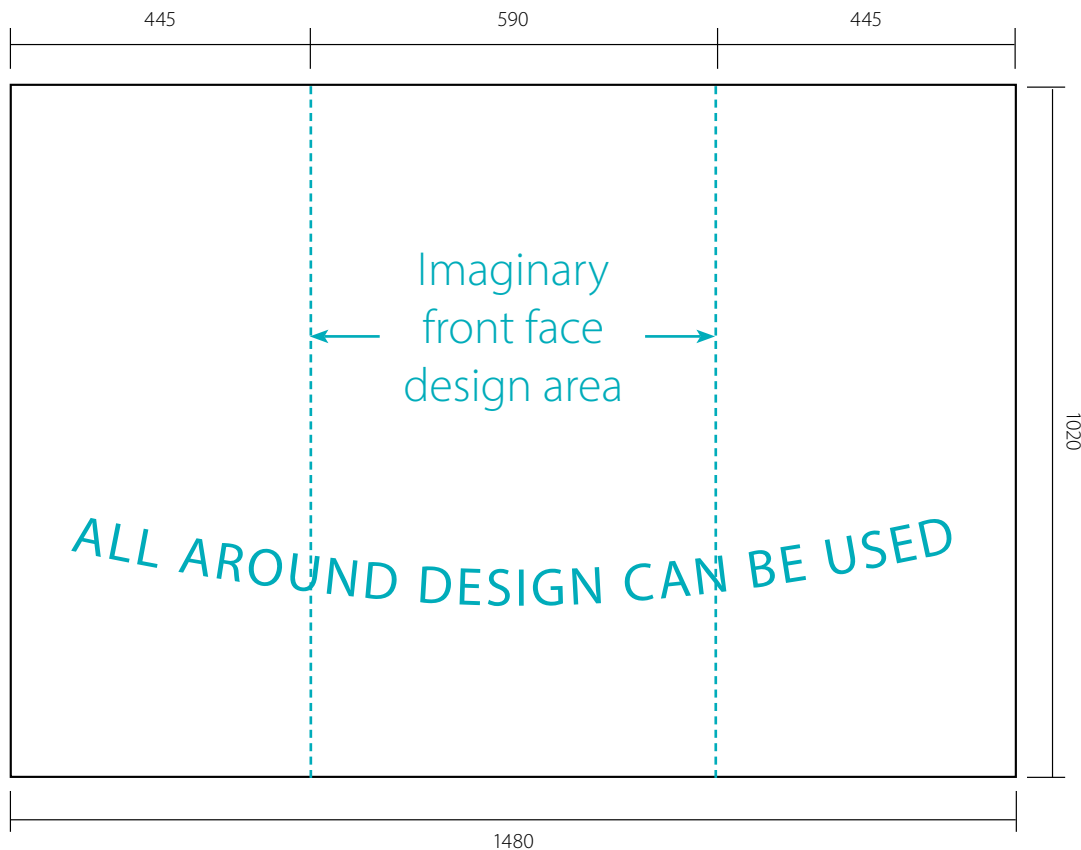 445 590 445
Imaginary
front face
design area
1020
ALL AROUND DESIGN CAN BE USED
1480